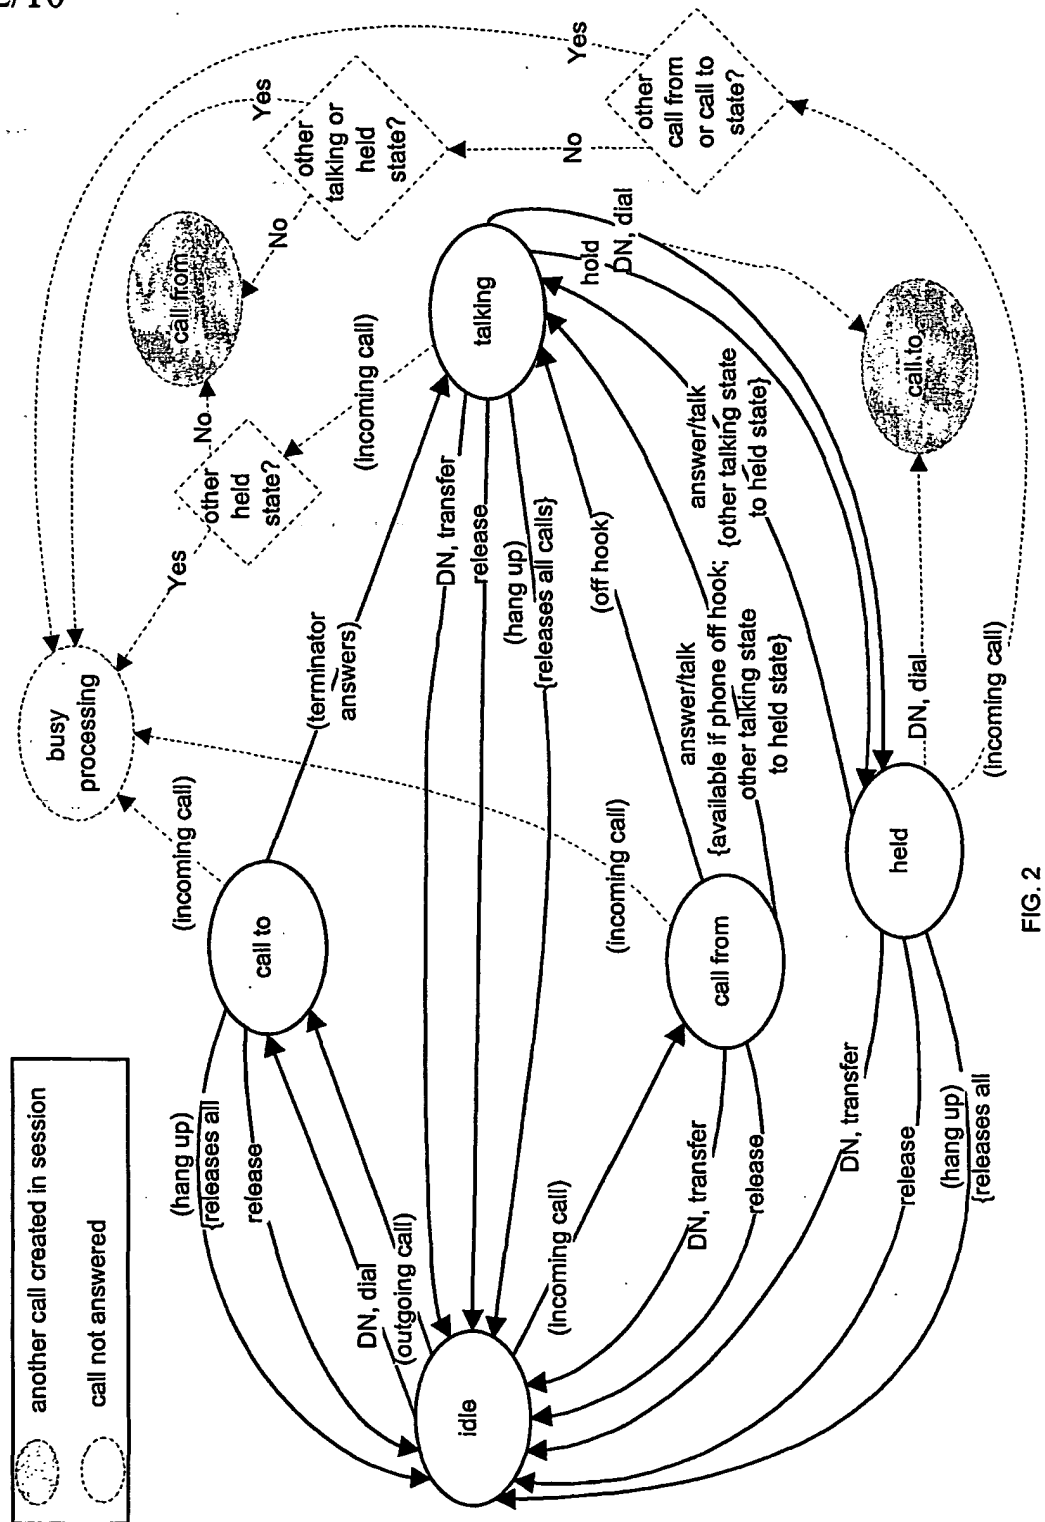 another call created in session
call not answered
busy
processing
Yes
Yes
Yes
other
held
state?
No
call from
No
other
talking or
held
state?
No
other
call from
or call to
state?
(incoming call)
call to
(terminator
answers)
(incoming call)
talking
(hang up)
{releases all
release
DN, dial
(outgoing call)
DN, transfer
release
(hang up)
{releases all calls}
(off hook)
hold
DN, dial
idle
(incoming call)
call from
(incoming call)
answer/talk
{available if phone off hook;
other talking state
to held state}
answer/talk
{other talking state
to held state}
call to
DN, transfer
release
DN, transfer
release
(hang up)
{releases all
held
DN, dial
(incoming call)
FIG. 2